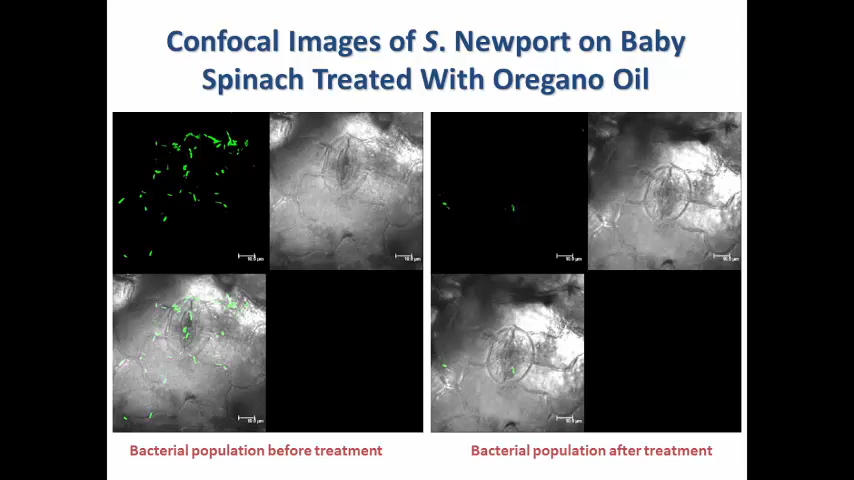 Confocal Images of S. Newport on Baby
Spinach Treated With Oregano Oil
Bacterial population before treatment
Bacterial population after treatment